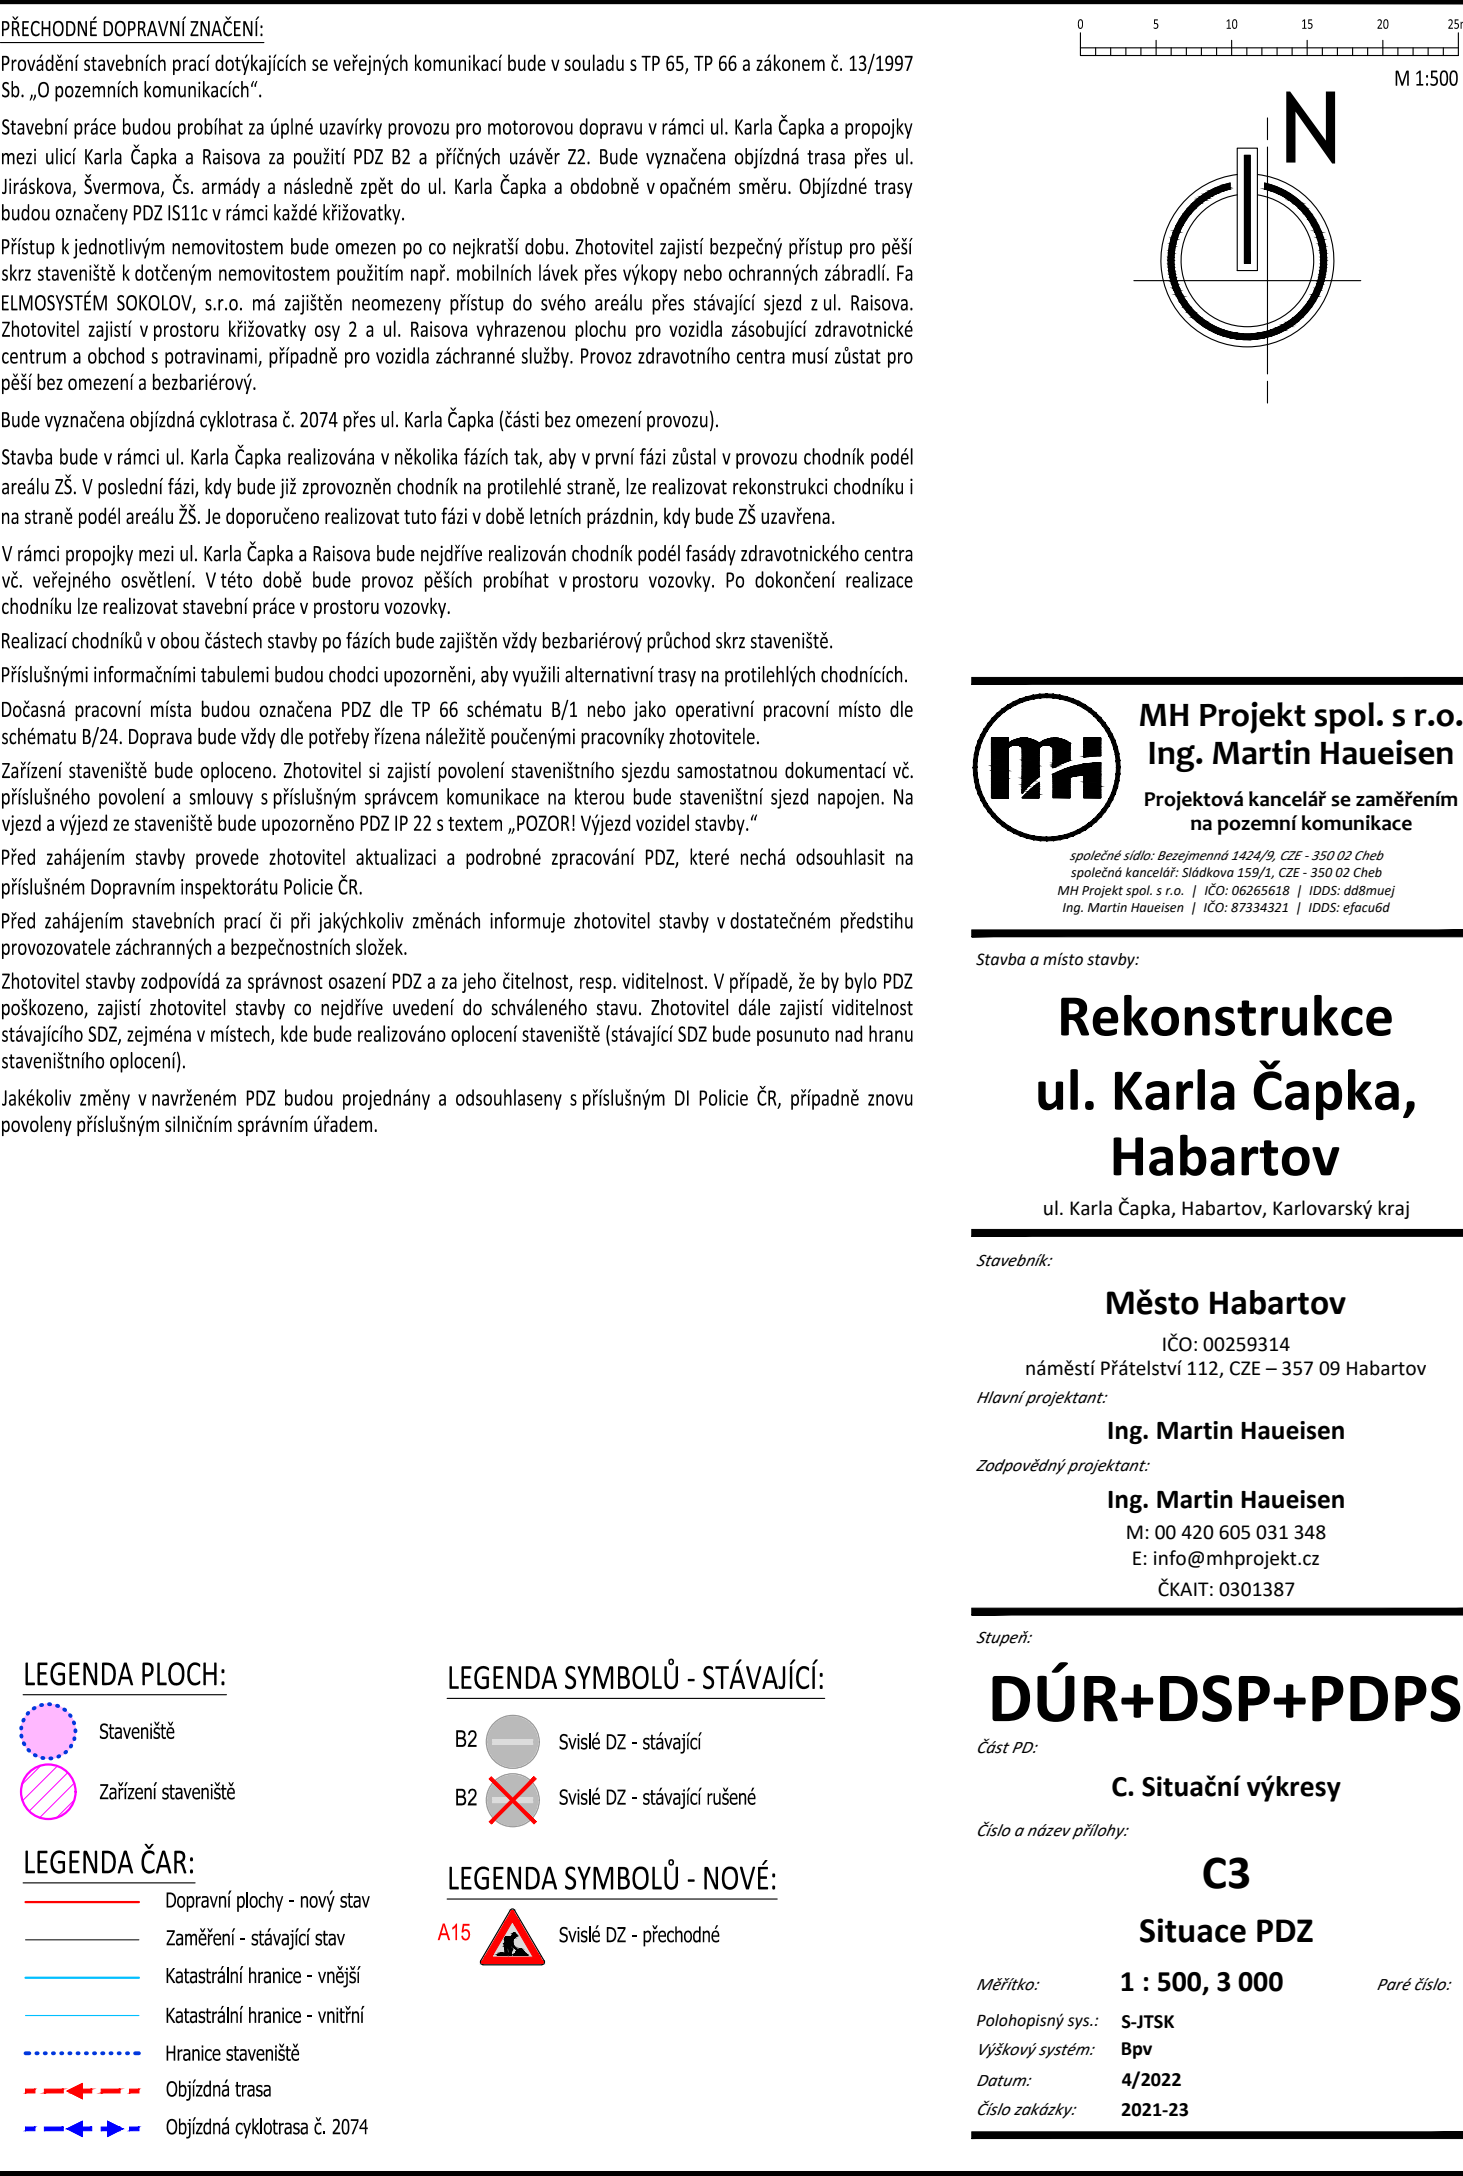 PŘECHODNÉ DOPRAVNÍ ZNAČENÍ:
Provádění stavebních prací dotýkajících se veřejných komunikací bude v souladu s TP 65, TP 66 a zákonem č. 13/1997
Sb. „O pozemních komunikacích“.
Stavební práce budou probíhat za úplné uzavírky provozu pro motorovou dopravu v rámci ul. Karla Čapka a propojky
mezi ulicí Karla Čapka a Raisova za použití PDZ B2 a příčných uzávěr Z2. Bude vyznačena objízdná trasa přes ul.
Jiráskova, Švermova, Čs. armády a následně zpět do ul. Karla Čapka a obdobně v opačném směru. Objízdné trasy
budou označeny PDZ IS11c v rámci každé křižovatky.
Přístup k jednotlivým nemovitostem bude omezen po co nejkratší dobu. Zhotovitel zajistí bezpečný přístup pro pěší
skrz staveniště k dotčeným nemovitostem použitím např. mobilních lávek přes výkopy nebo ochranných zábradlí. Fa
ELMOSYSTÉM SOKOLOV, s.r.o. má zajištěn neomezeny přístup do svého areálu přes stávající sjezd z ul. Raisova.
Zhotovitel zajistí v prostoru křižovatky osy 2 a ul. Raisova vyhrazenou plochu pro vozidla zásobující zdravotnické
centrum a obchod s potravinami, případně pro vozidla záchranné služby. Provoz zdravotního centra musí zůstat pro
pěší bez omezení a bezbariérový.
Bude vyznačena objízdná cyklotrasa č. 2074 přes ul. Karla Čapka (části bez omezení provozu).
Stavba bude v rámci ul. Karla Čapka realizována v několika fázích tak, aby v první fázi zůstal v provozu chodník podél
areálu ZŠ. V poslední fázi, kdy bude již zprovozněn chodník na protilehlé straně, lze realizovat rekonstrukci chodníku i
na straně podél areálu ŽŠ. Je doporučeno realizovat tuto fázi v době letních prázdnin, kdy bude ZŠ uzavřena.
V rámci propojky mezi ul. Karla Čapka a Raisova bude nejdříve realizován chodník podél fasády zdravotnického centra
vč. veřejného osvětlení. V této době bude provoz pěších probíhat v prostoru vozovky. Po dokončení realizace
chodníku lze realizovat stavební práce v prostoru vozovky.
Realizací chodníků v obou částech stavby po fázích bude zajištěn vždy bezbariérový průchod skrz staveniště.
Příslušnými informačními tabulemi budou chodci upozorněni, aby využili alternativní trasy na protilehlých chodnících.
Dočasná pracovní místa budou označena PDZ dle TP 66 schématu B/1 nebo jako operativní pracovní místo dle
schématu B/24. Doprava bude vždy dle potřeby řízena náležitě poučenými pracovníky zhotovitele.
Zařízení staveniště bude oploceno. Zhotovitel si zajistí povolení staveništního sjezdu samostatnou dokumentací vč.
příslušného povolení a smlouvy s příslušným správcem komunikace na kterou bude staveništní sjezd napojen. Na
vjezd a výjezd ze staveniště bude upozorněno PDZ IP 22 s textem „POZOR! Výjezd vozidel stavby.“
Před zahájením stavby provede zhotovitel aktualizaci a podrobné zpracování PDZ, které nechá odsouhlasit na
příslušném Dopravním inspektorátu Policie ČR.
Před zahájením stavebních prací či při jakýchkoliv změnách informuje zhotovitel stavby v dostatečném předstihu
provozovatele záchranných a bezpečnostních složek.
Zhotovitel stavby zodpovídá za správnost osazení PDZ a za jeho čitelnost, resp. viditelnost. V případě, že by bylo PDZ
poškozeno, zajistí zhotovitel stavby co nejdříve uvedení do schváleného stavu. Zhotovitel dále zajistí viditelnost
stávajícího SDZ, zejména v místech, kde bude realizováno oplocení staveniště (stávající SDZ bude posunuto nad hranu
staveništního oplocení).
Jakékoliv změny v navrženém PDZ budou projednány a odsouhlaseny s příslušným DI Policie ČR, případně znovu
povoleny příslušným silničním správním úřadem.
LEGENDA PLOCH:
Staveniště
Zařízení staveniště
LEGENDA ČAR:
Dopravní plochy - nový stav
Zaměření - stávající stav
Katastrální hranice - vnější
Katastrální hranice - vnitřní
Hranice staveniště
Objízdná trasa
Objízdná cyklotrasa č. 2074
LEGENDA SYMBOLŮ - STÁVAJÍCÍ:
B2 Svislé DZ - stávající
B2 Svislé DZ - stávající rušené
LEGENDA SYMBOLŮ - NOVÉ:
A15 Svislé DZ - přechodné
0 5 10 15 20 25m
M 1:500
N
mH
MH Projekt spol. s r.o.
Ing. Martin Haueisen
Projektová kancelář se zaměřením
na pozemní komunikace
společné sídlo: Bezejmenná 1424/9, CZE - 350 02 Cheb
společná kancelář: Sládkova 159/1, CZE - 350 02 Cheb
MH Projekt spol. s r.o. | IČO: 06265618 | IDDS: dd8muej
Ing. Martin Haueisen | IČO: 87334321 | IDDS: efacu6d
Stavba a místo stavby:
Rekonstrukce
ul. Karla Čapka,
Habartov
ul. Karla Čapka, Habartov, Karlovarský kraj
Stavebník:
Město Habartov
IČO: 00259314
náměstí Přátelství 112, CZE – 357 09 Habartov
Hlavní projektant:
Ing. Martin Haueisen
Zodpovědný projektant:
Ing. Martin Haueisen
M: 00 420 605 031 348
E: info@mhprojekt.cz
ČKAIT: 0301387
Stupeň:
DÚR+DSP+PDPS
Část PD:
C. Situační výkresy
Číslo a název přílohy:
C3
Situace PDZ
Měřítko: 1 : 500, 3 000 Paré číslo:
Polohopisný sys.: S-JTSK
Výškový systém: Bpv
Datum: 4/2022
Číslo zakázky: 2021-23